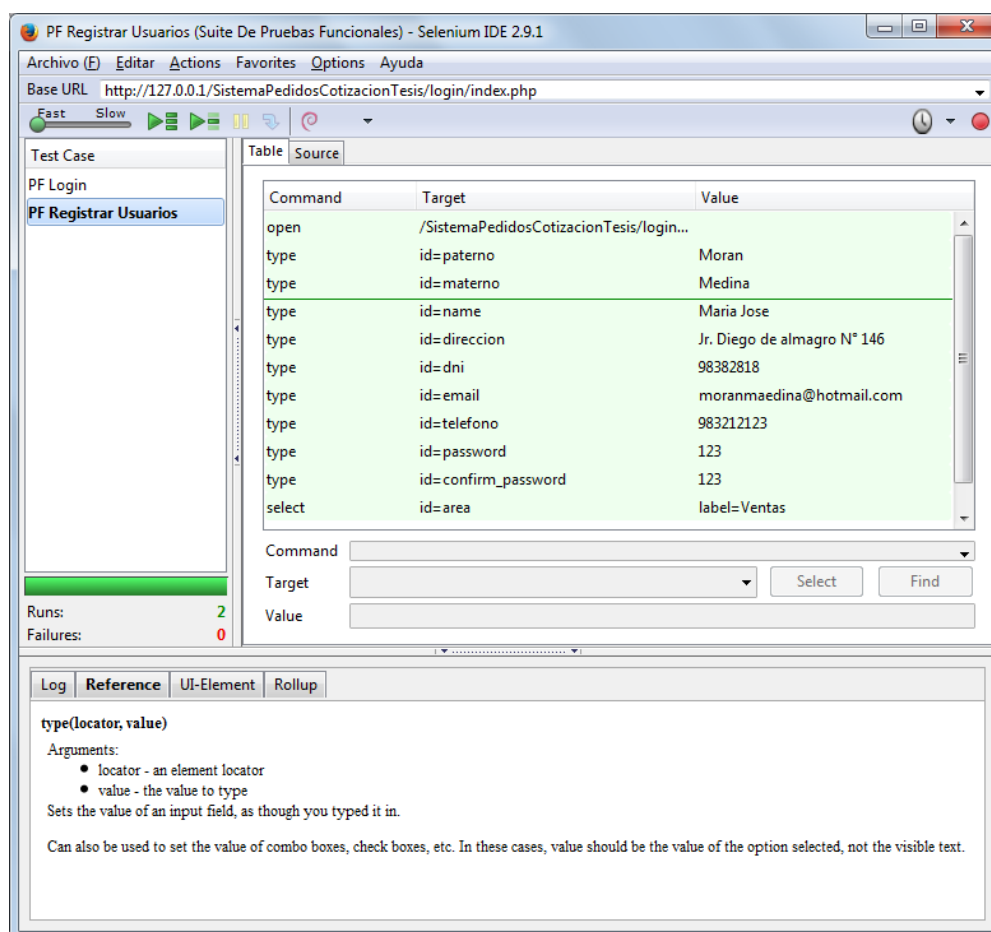 PF Registrar Usuarios (Suite De Pruebas Funcionales) - Selenium IDE 2.9.1
Archivo (F) Editar Actions Favorites Options Ayuda
Base URL http://127.0.0.1/SistemaPedidosCotizacionTesis/login/index.php
Fast Slow
Test Case
PF Login
PF Registrar Usuarios
Runs: 2
Failures: 0
Table Source
Command Target Value
open /SistemaPedidosCotizacionTesis/login...
type id=paterno Moran
type id=materno Medina
type id=name Maria Jose
type id=direccion Jr. Diego de almagro N° 146
type id=dni 98382818
type id=email moranmaedina@hotmail.com
type id=telefono 983212123
type id=password 123
type id=confirm_password 123
select id=area label=Ventas
Command
Target Select Find
Value
Log Reference UI-Element Rollup
type(locator, value)
Arguments:
• locator - an element locator
• value - the value to type
Sets the value of an input field, as though you typed it in.
Can also be used to set the value of combo boxes, check boxes, etc. In these cases, value should be the value of the option selected, not the visible text.